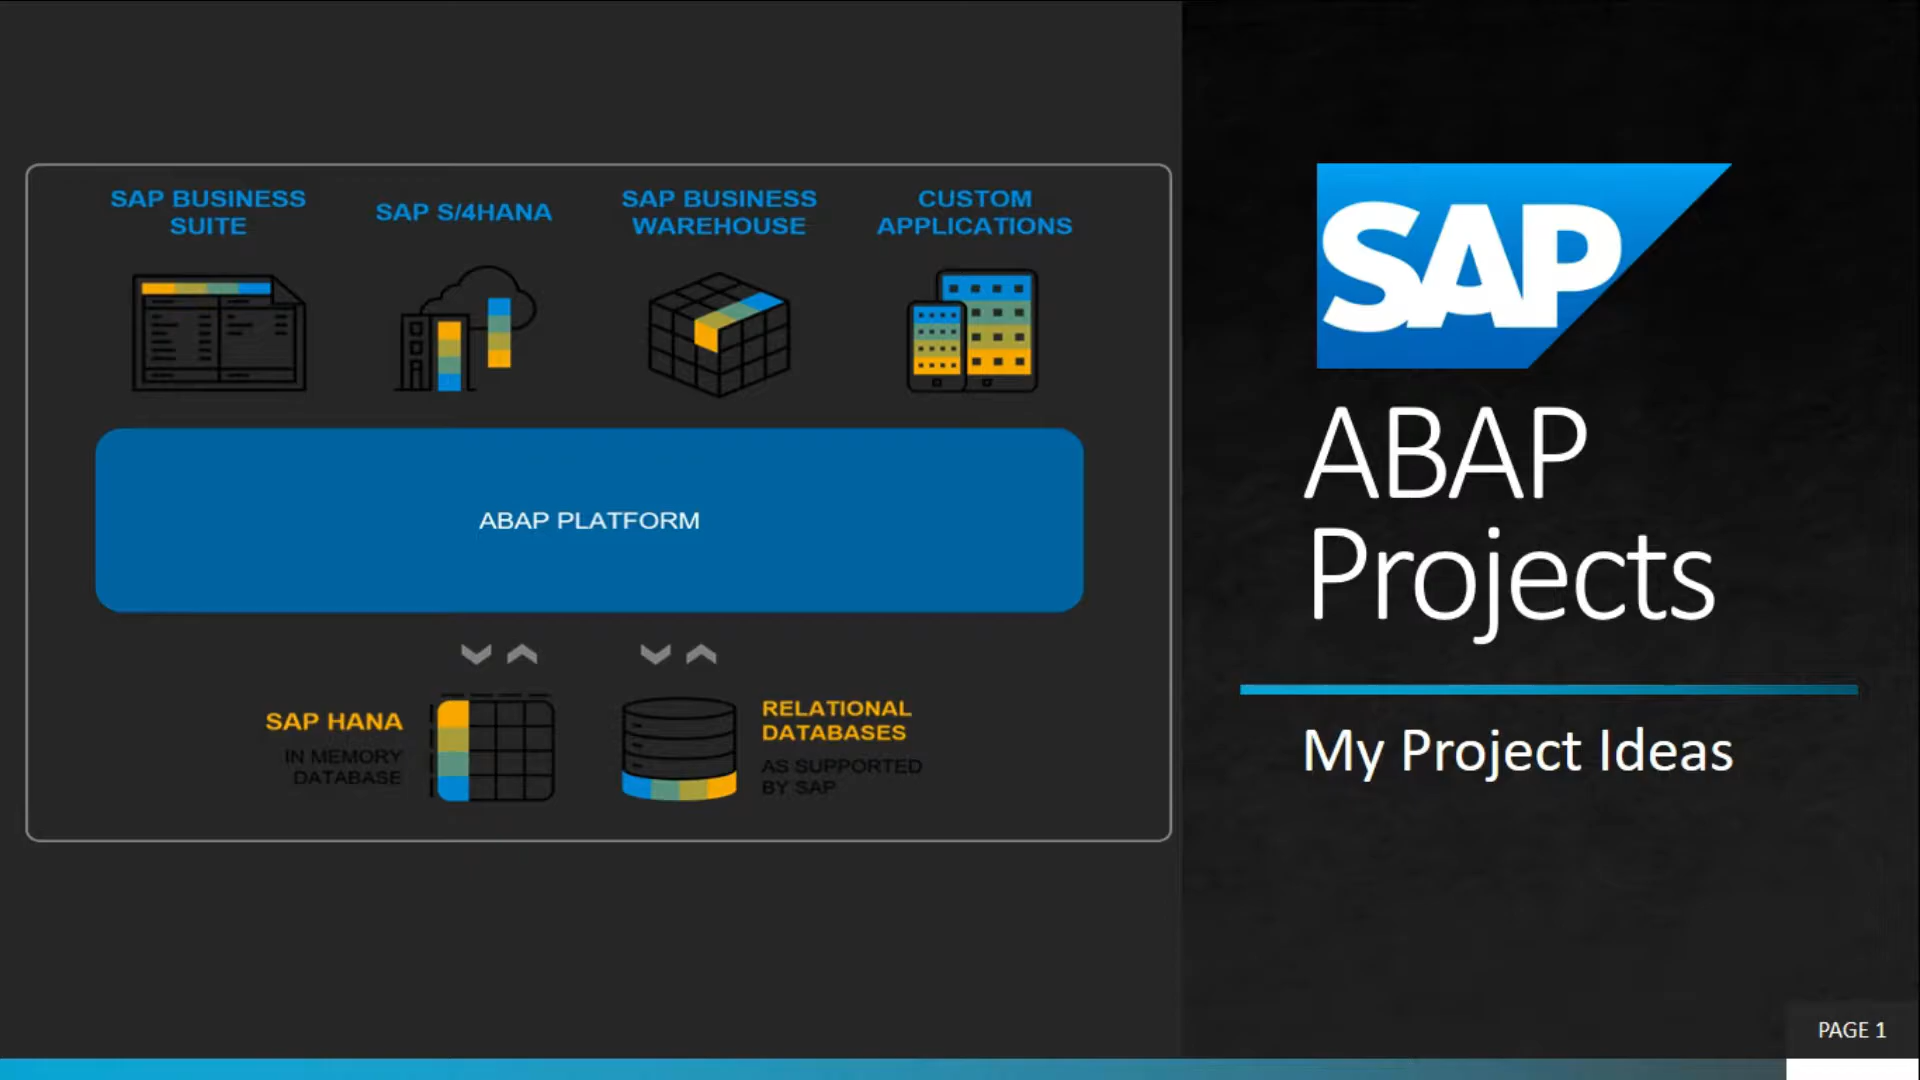 SAP BUSINESS
SUITE
SAP S/4HANA
SAP BUSINESS
WAREHOUSE
CUSTOM
APPLICATIONS
ABAP PLATFORM
SAP HANA
IN MEMORY
DATABASE
RELATIONAL
DATABASES
AS SUPPORTED
BY SAP
SAP
ABAP
Projects
My Project Ideas
PAGE 1